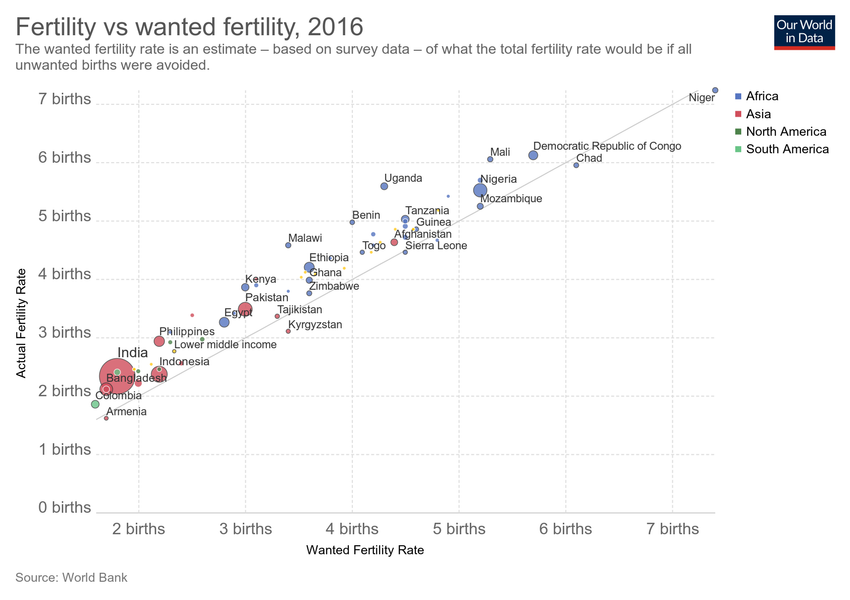 Fertility vs wanted fertility, 2016
The wanted fertility rate is an estimate – based on survey data – of what the total fertility rate would be if all
unwanted births were avoided.
Our World
in Data
7 births
6 births
5 births
4 births
3 births
2 births
1 births
0 births
Actual Fertility Rate
Niger
Democratic Republic of Congo
Mali
Chad
Uganda
Nigeria
Mozambique
Tanzania
Benin
Guinea
Afghanistan
Malawi
Togo
Sierra Leone
Ethiopia
Ghana
Kenya
Zimbabwe
Pakistan
Egypt
Tajikistan
Kyrgyzstan
Philippines
Lower middle income
India
Indonesia
Bangladesh
Colombia
Armenia
2 births
3 births
4 births
5 births
6 births
7 births
Wanted Fertility Rate
Africa
Asia
North America
South America
Source: World Bank